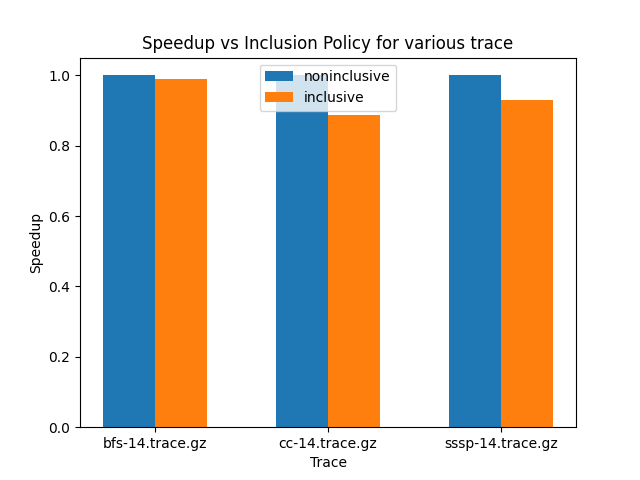 Speedup vs Inclusion Policy for various trace
noninclusive
inclusive
1.0
0.8
0.6
0.4
0.2
0.0
Speedup
bfs-14.trace.gz
cc-14.trace.gz
sssp-14.trace.gz
Trace